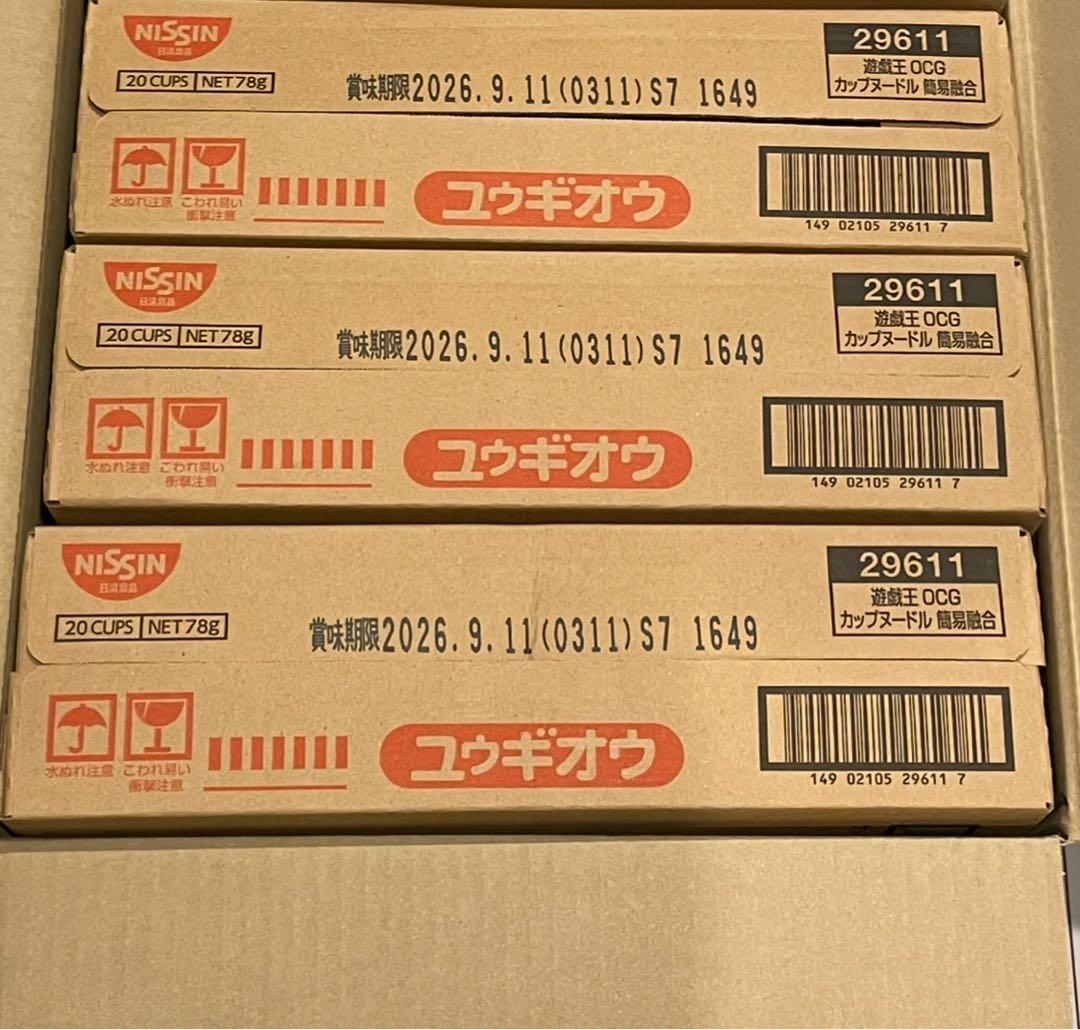 NISSIN
日清食品
20 CUPS NET 78g
賞味期限2026.9.11(0311)S7 1649
29611
遊戯王 OCG
カップヌードル 簡易融合
水ぬれ注意 こわれ易い
衝撃注意
ユウギオウ
149 02105 29611 7
NISSIN
日清食品
20 CUPS NET 78g
賞味期限2026.9.11(0311)S7 1649
29611
遊戯王 OCG
カップヌードル 簡易融合
水ぬれ注意 こわれ易い
衝撃注意
ユウギオウ
149 02105 29611 7
NISSIN
日清食品
20 CUPS NET 78g
賞味期限2026.9.11(0311)S7 1649
29611
遊戯王 OCG
カップヌードル 簡易融合
水ぬれ注意 こわれ易い
衝撃注意
ユウギオウ
149 02105 29611 7